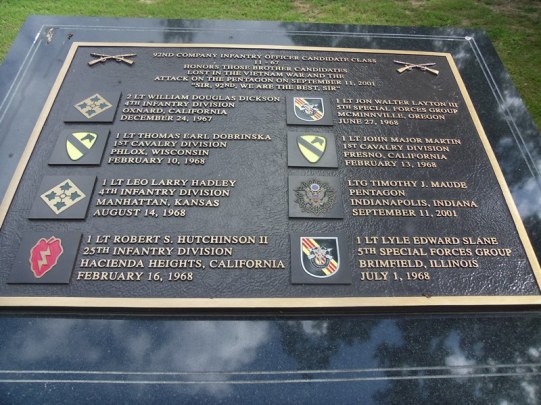 92ND COMPANY INFANTRY OFFICER CANDIDATE CLASS
11 - 67
HONORS THOSE BROTHER CANDIDATES
LOST IN THE VIETNAM WAR AND THE
ATTACK ON THE PENTAGON ON SEPTEMBER 11, 2001
"SIR, 92ND, WE ARE THE BEST, SIR"
2 LT WILLIAM DOUGLAS DICKSON
4TH INFANTRY DIVISION
OXNARD, CALIFORNIA
DECEMBER 24, 1967
1 LT THOMAS EARL DOBRINSKA
1ST CAVALRY DIVISION
PHLOX, WISCONSIN
FEBRUARY 10, 1968
1 LT LEO LARRY HADLEY
4TH INFANTRY DIVISION
MANHATTAN, KANSAS
AUGUST 14, 1968
1 LT ROBERT S. HUTCHINSON II
25TH INFANTRY DIVISION
HACIENDA HEIGHTS, CALIFORNIA
FEBRUARY 16, 1968
1 LT JON WALTER LAYTON III
5TH SPECIAL FORCES GROUP
MCMINNVILLE, OREGON
JUNE 27, 1968
1 LT JOHN MAJOR MARTIN
1ST CAVALRY DIVISION
FRESNO, CALIFORNIA
FEBRUARY 13, 1968
LTG TIMOTHY J. MAUDE
PENTAGON
INDIANAPOLIS, INDIANA
SEPTEMBER 11, 2001
1 LT LYLE EDWARD SLANE
5TH SPECIAL FORCES GROUP
BRIMFIELD, ILLINOIS
JULY 1, 1968